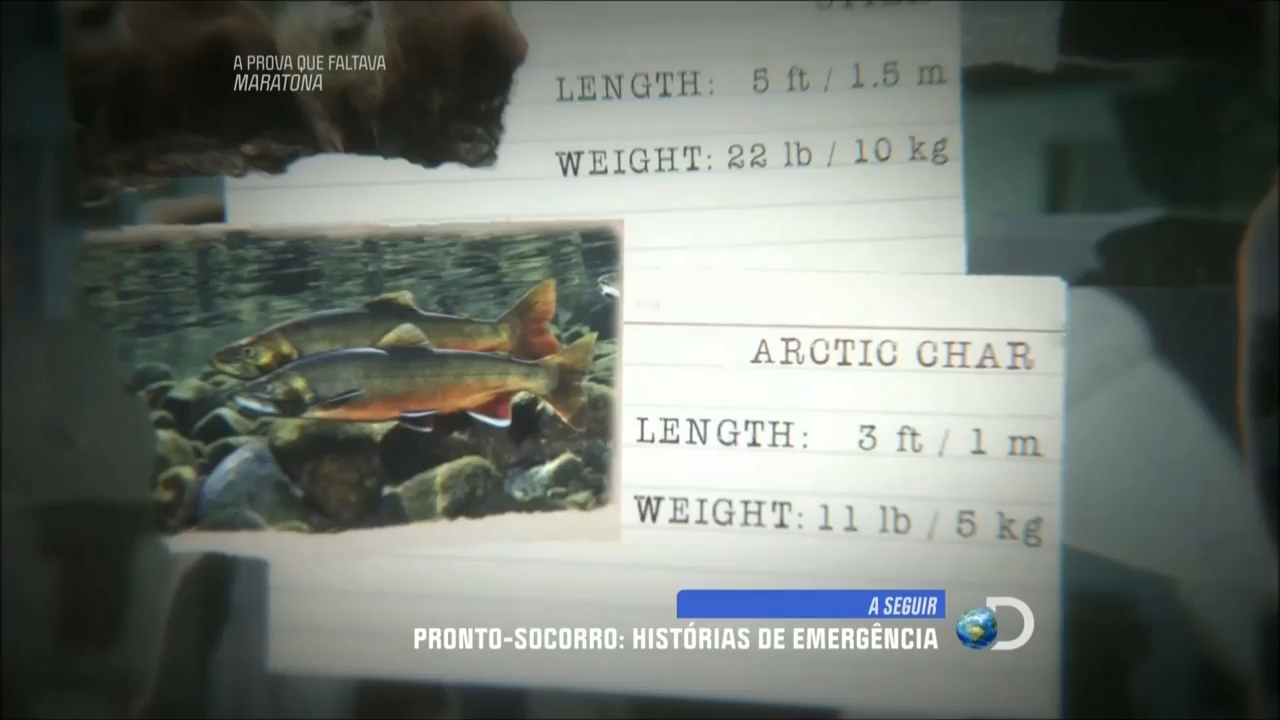 A PROVA QUE FALTAVA
MARATONA
LENGTH: 5 ft / 1.5 m
WEIGHT: 22 lb / 10 kg
ARCTIC CHAR
LENGTH: 3 ft / 1 m
WEIGHT: 11 lb / 5 kg
A SEGUIR
PRONTO-SOCORRO: HISTÓRIAS DE EMERGÊNCIA
D